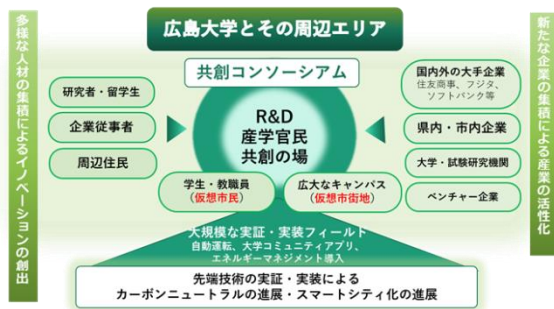 広島大学とその周辺エリア
多様な人材の集積によるイノベーションの創出
共創コンソーシアム
研究者・留学生
企業従事者
周辺住民
R&D
産学官民
共創の場
国内外の大手企業
住友商事、フジタ、
ソフトバンク等
県内・市内企業
大学・試験研究機関
ベンチャー企業
学生・教職員
（仮想市民）
広大なキャンパス
（仮想市街地）
大規模な実証・実装フィールド
自動運転、大学コミュニティアプリ、
エネルギーマネジメント導入
先端技術の実証・実装による
カーボンニュートラルの進展・スマートシティ化の進展
新たな企業の集積による産業の活性化